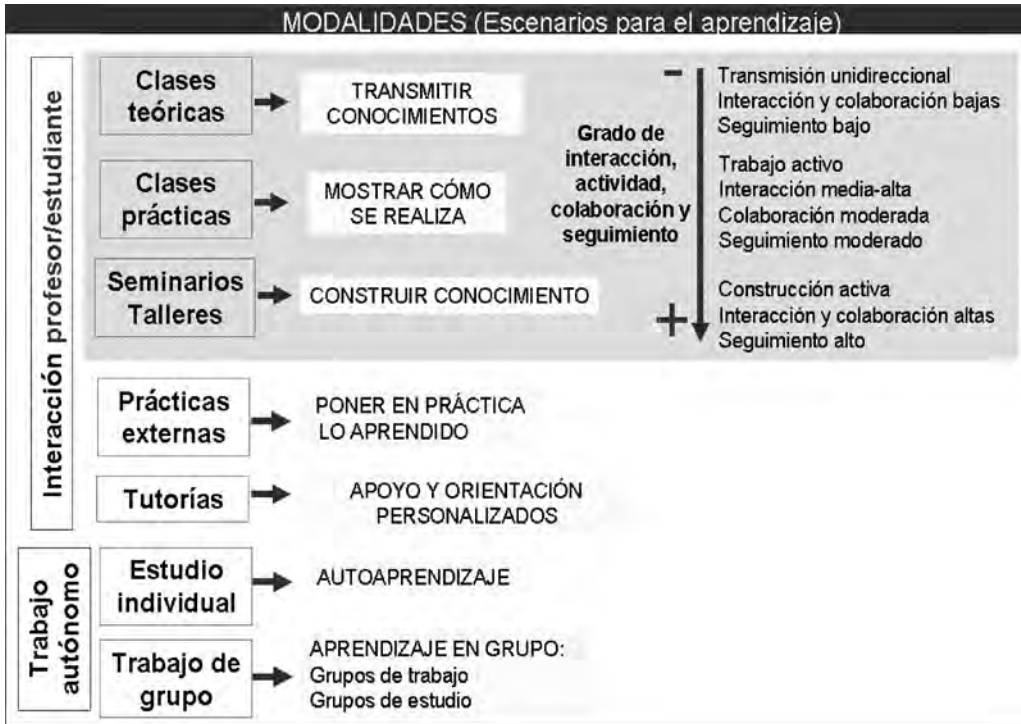 MODALIDADES (Escenarios para el aprendizaje)
Interacción profesor/estudiante
Clases
teóricas
TRANSMITIR
CONOCIMIENTOS
Clases
prácticas
MOSTRAR CÓMO
SE REALIZA
Seminarios
Talleres
CONSTRUIR CONOCIMIENTO
Grado de
interacción,
actividad,
colaboración y
seguimiento
-
+
Transmisión unidireccional
Interacción y colaboración bajas
Seguimiento bajo
Trabajo activo
Interacción media-alta
Colaboración moderada
Seguimiento moderado
Construcción activa
Interacción y colaboración altas
Seguimiento alto
Prácticas
externas
PONER EN PRÁCTICA
LO APRENDIDO
Tutorías
APOYO Y ORIENTACIÓN
PERSONALIZADOS
Trabajo
autónomo
Estudio
individual
AUTOAPRENDIZAJE
Trabajo de
grupo
APRENDIZAJE EN GRUPO:
Grupos de trabajo
Grupos de estudio